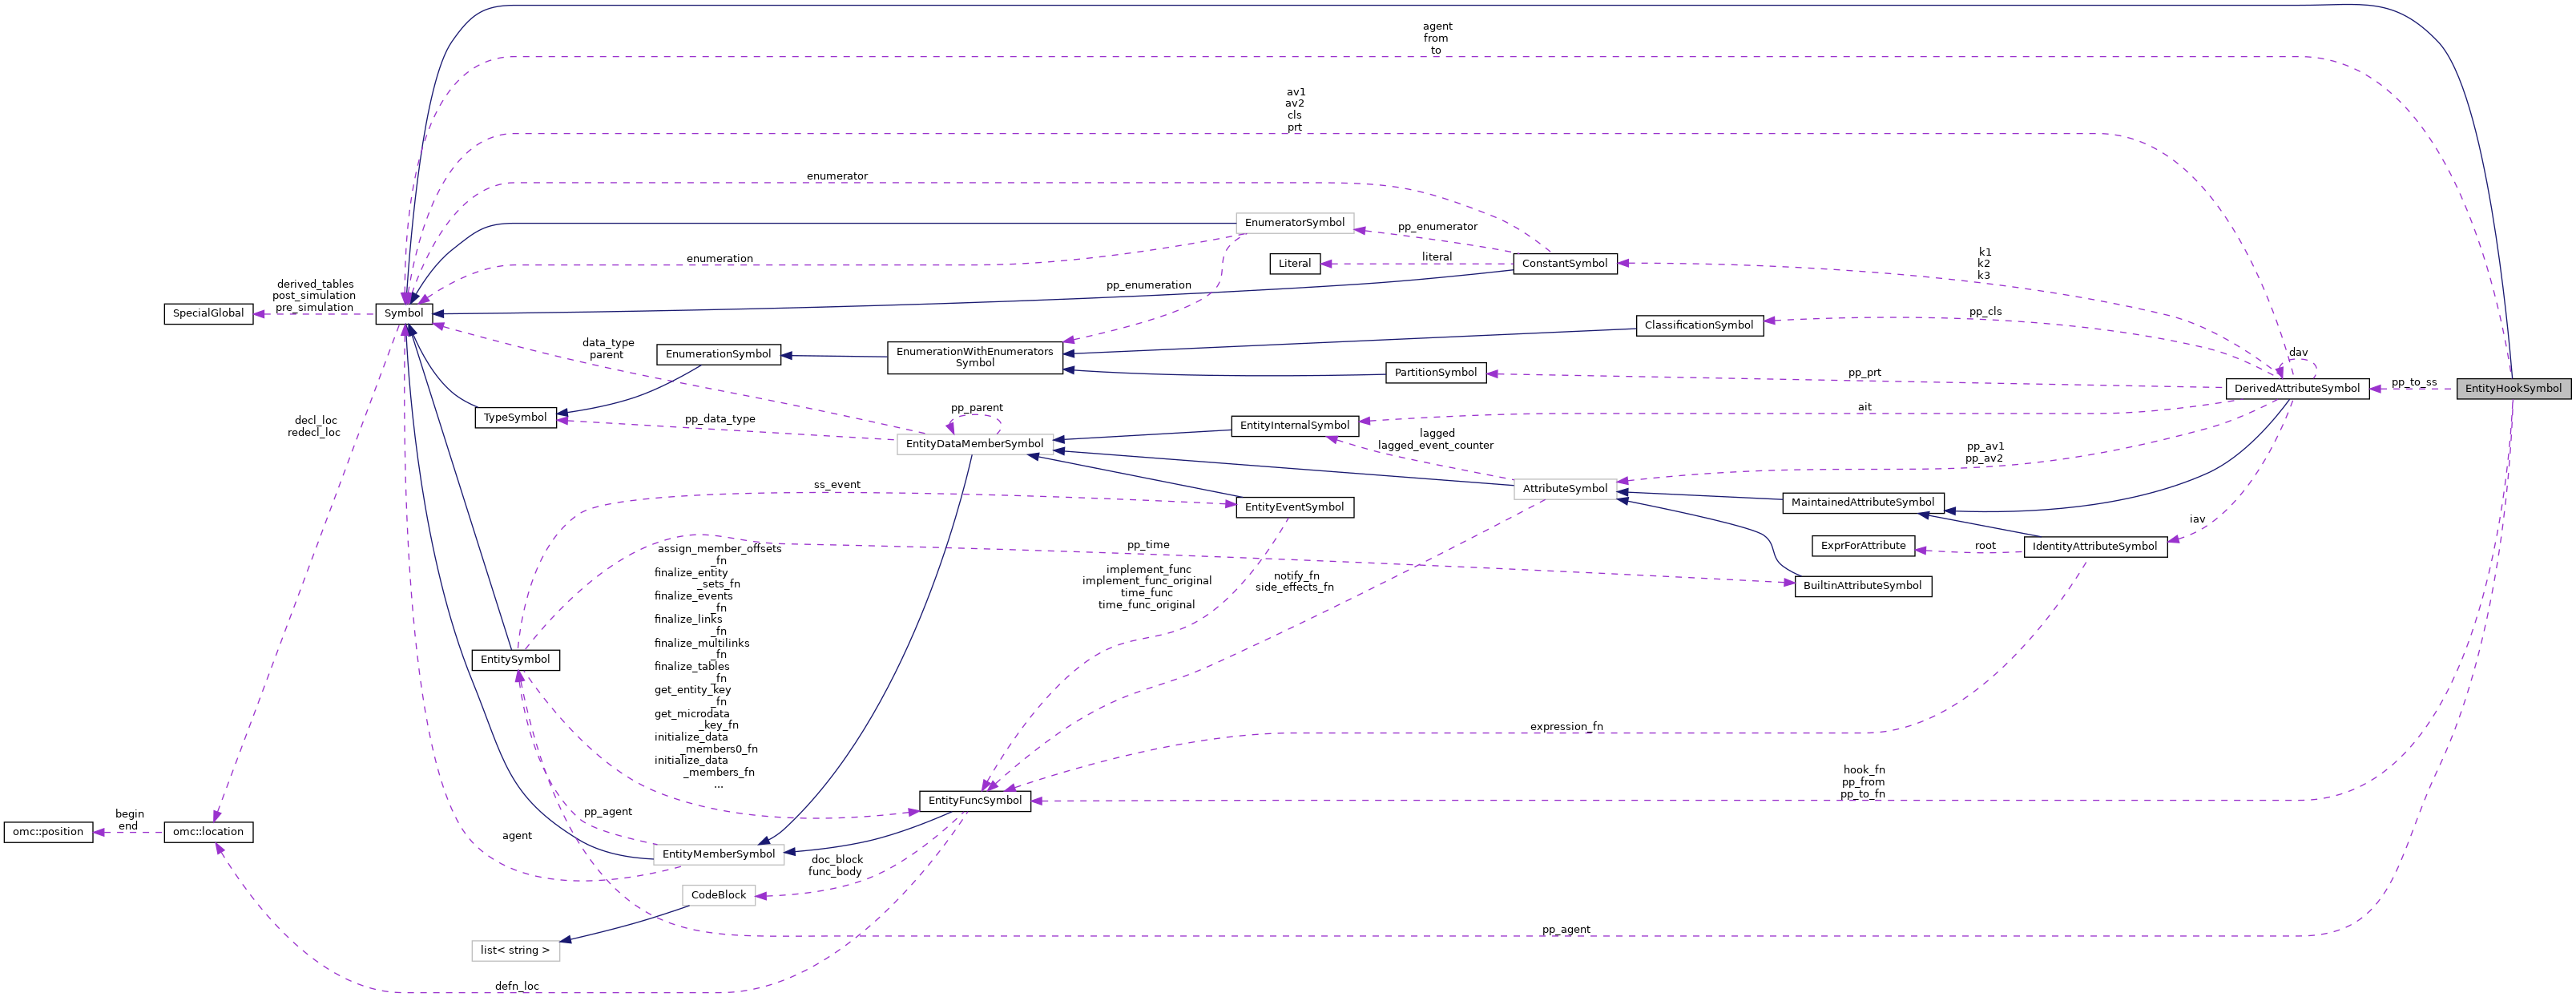 agent
from
to
av1
av2
cls
prt
enumerator
EnumeratorSymbol
pp_enumerator
enumeration
Literal
literal
ConstantSymbol
k1
k2
k3
pp_enumeration
derived_tables
post_simulation
pre_simulation
SpecialGlobal
Symbol
ClassificationSymbol
pp_cls
data_type
parent
EnumerationSymbol
EnumerationWithEnumerators
Symbol
PartitionSymbol
pp_prt
dav
DerivedAttributeSymbol
pp_to_ss
EntityHookSymbol
decl_loc
redecl_loc
TypeSymbol
pp_data_type
pp_parent
EntityDataMemberSymbol
EntityInternalSymbol
ait
lagged
lagged_event_counter
pp_av1
pp_av2
ss_event
EntityEventSymbol
AttributeSymbol
MaintainedAttributeSymbol
iav
pp_time
ExprForAttribute
root
IdentityAttributeSymbol
BuiltinAttributeSymbol
implement_func
implement_func_original
time_func
time_func_original
notify_fn
side_effects_fn
assign_member_offsets
_fn
finalize_entity
_sets_fn
finalize_events
_fn
finalize_links
_fn
finalize_multilinks
_fn
finalize_tables
_fn
get_entity_key
_fn
get_microdata
_key_fn
initialize_data
_members0_fn
initialize_data
_members_fn
...
EntitySymbol
expression_fn
hook_fn
pp_from
pp_to_fn
EntityFuncSymbol
begin
end
omc::position
omc::location
agent
pp_agent
EntityMemberSymbol
doc_block
func_body
CodeBlock
list< string >
pp_agent
defn_loc